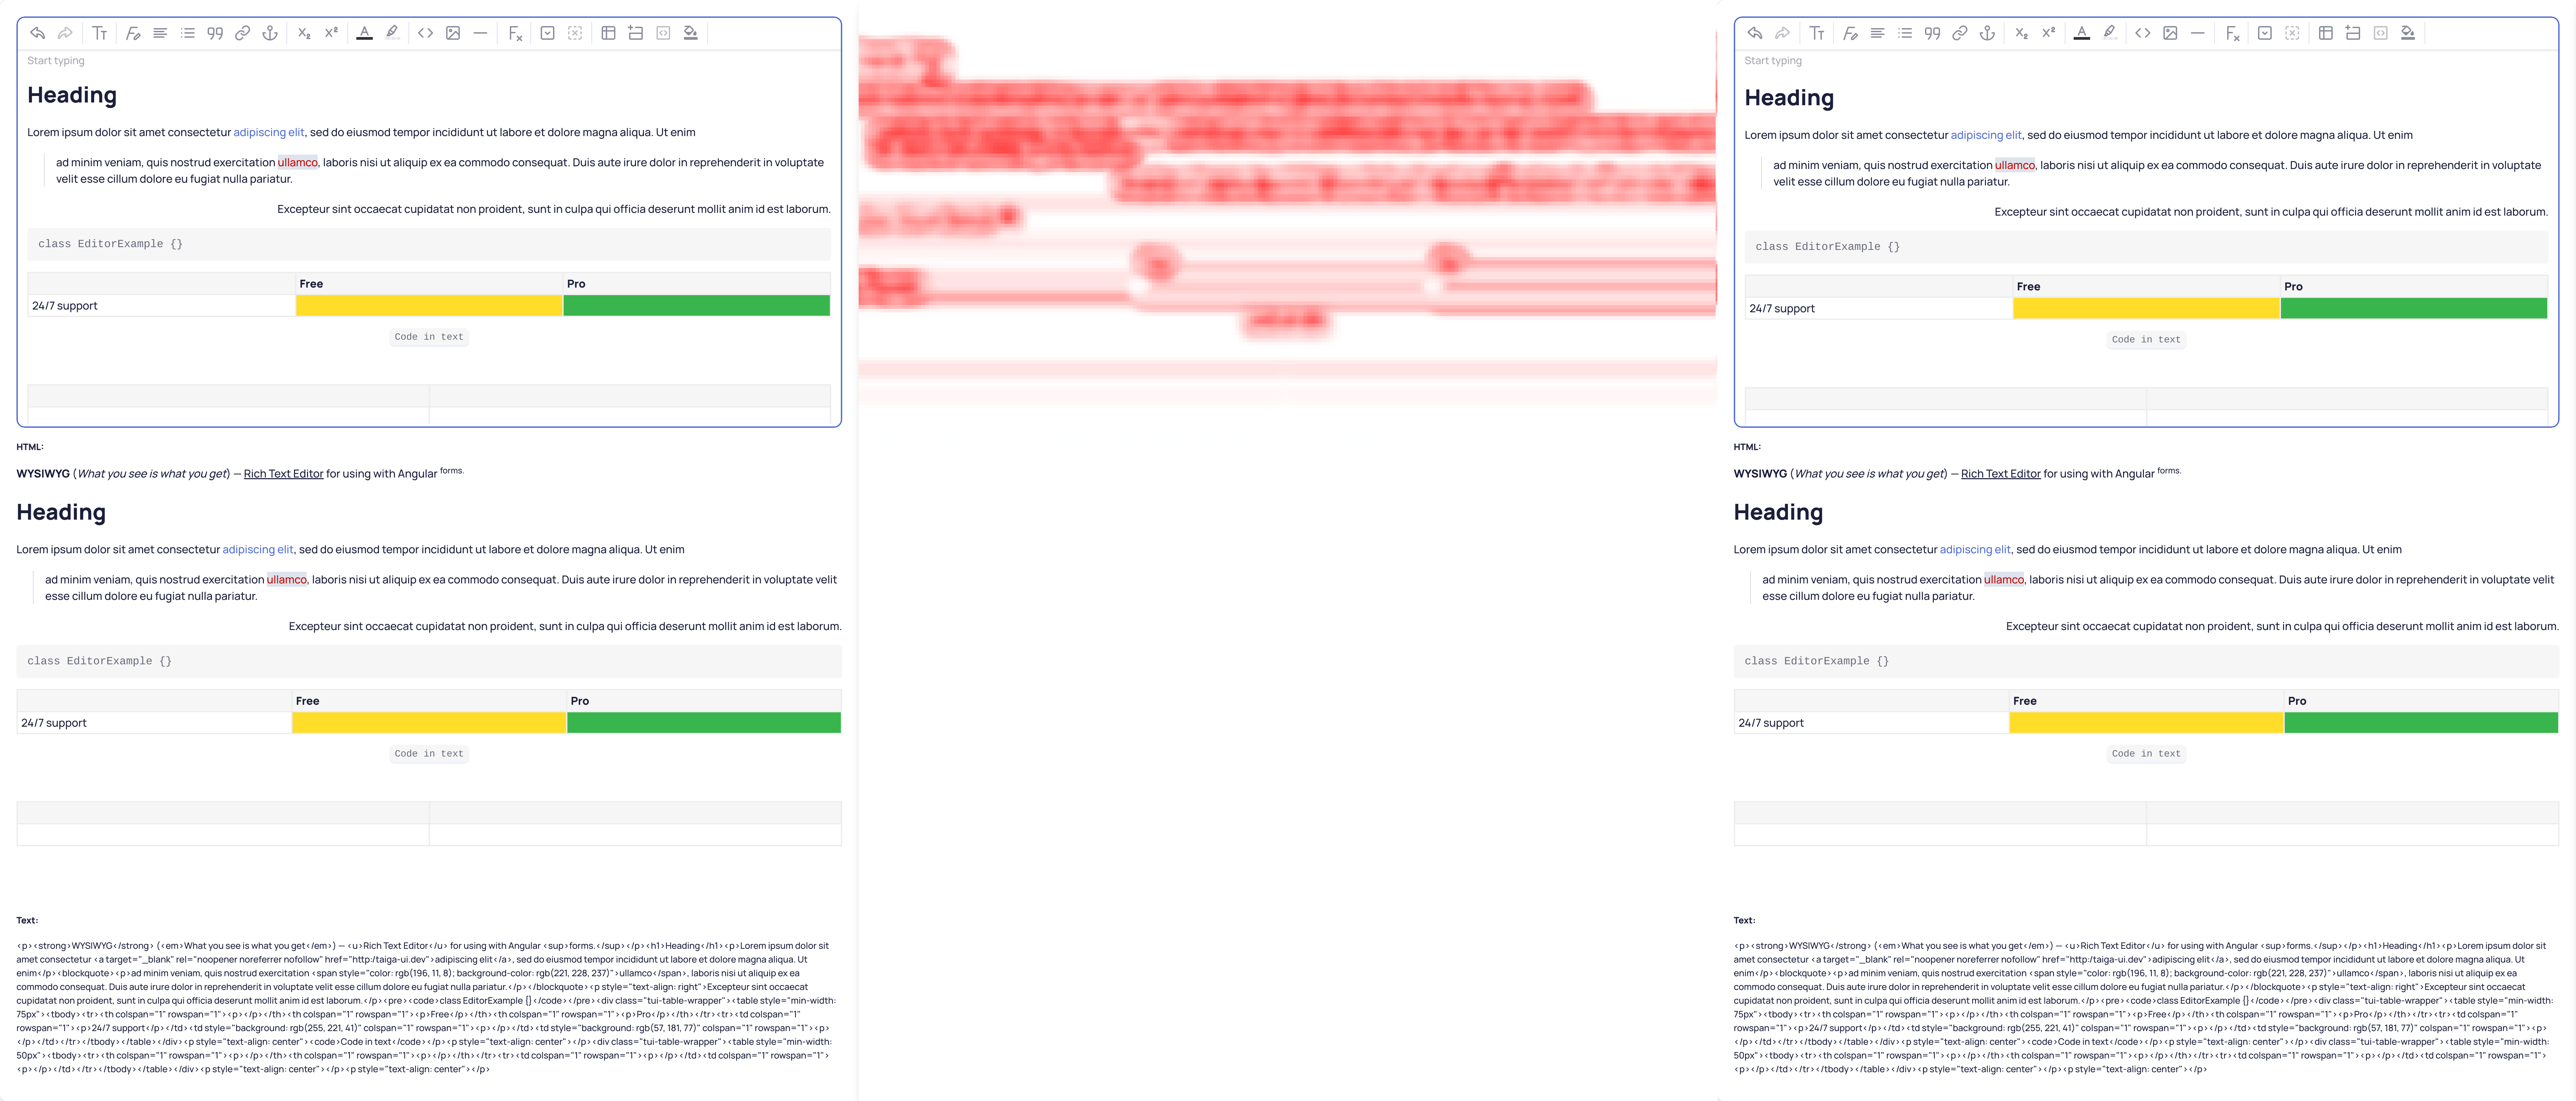 Start typing
Heading
Lorem ipsum dolor sit amet consectetur adipiscing elit, sed do eiusmod tempor incididunt ut labore et dolore magna aliqua. Ut enim
ad minim veniam, quis nostrud exercitation ullamco, laboris nisi ut aliquip ex ea commodo consequat. Duis aute irure dolor in reprehenderit in voluptate
velit esse cillum dolore eu fugiat nulla pariatur.
Excepteur sint occaecat cupidatat non proident, sunt in culpa qui officia deserunt mollit anim id est laborum.
class EditorExample {}
Free Pro
24/7 support
Code in text
HTML:
WYSIWYG (What you see is what you get) — Rich Text Editor for using with Angular forms.
Heading
Lorem ipsum dolor sit amet consectetur adipiscing elit, sed do eiusmod tempor incididunt ut labore et dolore magna aliqua. Ut enim
ad minim veniam, quis nostrud exercitation ullamco, laboris nisi ut aliquip ex ea commodo consequat. Duis aute irure dolor in reprehenderit in voluptate velit
esse cillum dolore eu fugiat nulla pariatur.
Excepteur sint occaecat cupidatat non proident, sunt in culpa qui officia deserunt mollit anim id est laborum.
class EditorExample {}
Free Pro
24/7 support
Code in text
Text:
<p><strong>WYSIWYG</strong> (<em>What you see is what you get</em>) — <u>Rich Text Editor</u> for using with Angular <sup>forms.</sup></p><h1>Heading</h1><p>Lorem ipsum dolor sit
amet consectetur <a target="_blank" rel="noopener noreferrer nofollow" href="http:/taiga-ui.dev">adipiscing elit</a>, sed do eiusmod tempor incididunt ut labore et dolore magna aliqua. Ut
enim</p><blockquote><p>ad minim veniam, quis nostrud exercitation <span style="color: rgb(196, 11, 8); background-color: rgb(221, 228, 237)">ullamco</span>, laboris nisi ut aliquip ex ea
commodo consequat. Duis aute irure dolor in reprehenderit in voluptate velit esse cillum dolore eu fugiat nulla pariatur.</p></blockquote><p style="text-align: right">Excepteur sint occaecat
cupidatat non proident, sunt in culpa qui officia deserunt mollit anim id est laborum.</p><pre><code>class EditorExample {}</code></pre><div class="tui-table-wrapper"><table style="min-width:
75px"><tbody><tr><th colspan="1" rowspan="1"><p></p></th><th colspan="1" rowspan="1"><p>Free</p></th><th colspan="1" rowspan="1"><p>Pro</p></th></tr><tr><td colspan="1"
rowspan="1"><p>24/7 support</p></td><td style="background: rgb(255, 221, 41)" colspan="1" rowspan="1"><p></p></td><td style="background: rgb(57, 181, 77)" colspan="1" rowspan="1"><p>
</p></td></tr></tbody></table></div><p style="text-align: center"><code>Code in text</code></p><p style="text-align: center"></p><div class="tui-table-wrapper"><table style="min-width:
50px"><tbody><tr><th colspan="1" rowspan="1"><p></p></th><th colspan="1" rowspan="1"><p></p></th></tr><tr><td colspan="1" rowspan="1"><p></p></td><td colspan="1" rowspan="1">
<p></p></td></tr></tbody></table></div><p style="text-align: center"></p><p style="text-align: center"></p>
Start typing
Heading
Lorem ipsum dolor sit amet consectetur adipiscing elit, sed do eiusmod tempor incididunt ut labore et dolore magna aliqua. Ut enim
ad minim veniam, quis nostrud exercitation ullamco, laboris nisi ut aliquip ex ea commodo consequat. Duis aute irure dolor in reprehenderit in voluptate
velit esse cillum dolore eu fugiat nulla pariatur.
Excepteur sint occaecat cupidatat non proident, sunt in culpa qui officia deserunt mollit anim id est laborum.
class EditorExample {}
Free Pro
24/7 support
Code in text
HTML:
WYSIWYG (What you see is what you get) — Rich Text Editor for using with Angular forms.
Heading
Lorem ipsum dolor sit amet consectetur adipiscing elit, sed do eiusmod tempor incididunt ut labore et dolore magna aliqua. Ut enim
ad minim veniam, quis nostrud exercitation ullamco, laboris nisi ut aliquip ex ea commodo consequat. Duis aute irure dolor in reprehenderit in voluptate velit
esse cillum dolore eu fugiat nulla pariatur.
Excepteur sint occaecat cupidatat non proident, sunt in culpa qui officia deserunt mollit anim id est laborum.
class EditorExample {}
Free Pro
24/7 support
Code in text
Text:
<p><strong>WYSIWYG</strong> (<em>What you see is what you get</em>) — <u>Rich Text Editor</u> for using with Angular <sup>forms.</sup></p><h1>Heading</h1><p>Lorem ipsum dolor sit
amet consectetur <a target="_blank" rel="noopener noreferrer nofollow" href="http:/taiga-ui.dev">adipiscing elit</a>, sed do eiusmod tempor incididunt ut labore et dolore magna aliqua. Ut
enim</p><blockquote><p>ad minim veniam, quis nostrud exercitation <span style="color: rgb(196, 11, 8); background-color: rgb(221, 228, 237)">ullamco</span>, laboris nisi ut aliquip ex ea
commodo consequat. Duis aute irure dolor in reprehenderit in voluptate velit esse cillum dolore eu fugiat nulla pariatur.</p></blockquote><p style="text-align: right">Excepteur sint occaecat
cupidatat non proident, sunt in culpa qui officia deserunt mollit anim id est laborum.</p><pre><code>class EditorExample {}</code></pre><div class="tui-table-wrapper"><table style="min-width:
75px"><tbody><tr><th colspan="1" rowspan="1"><p></p></th><th colspan="1" rowspan="1"><p>Free</p></th><th colspan="1" rowspan="1"><p>Pro</p></th></tr><tr><td colspan="1"
rowspan="1"><p>24/7 support</p></td><td style="background: rgb(255, 221, 41)" colspan="1" rowspan="1"><p></p></td><td style="background: rgb(57, 181, 77)" colspan="1" rowspan="1"><p>
</p></td></tr></tbody></table></div><p style="text-align: center"><code>Code in text</code></p><p style="text-align: center"></p><div class="tui-table-wrapper"><table style="min-width:
50px"><tbody><tr><th colspan="1" rowspan="1"><p></p></th><th colspan="1" rowspan="1"><p></p></th></tr><tr><td colspan="1" rowspan="1"><p></p></td><td colspan="1" rowspan="1">
<p></p></td></tr></tbody></table></div><p style="text-align: center"></p><p style="text-align: center"></p>